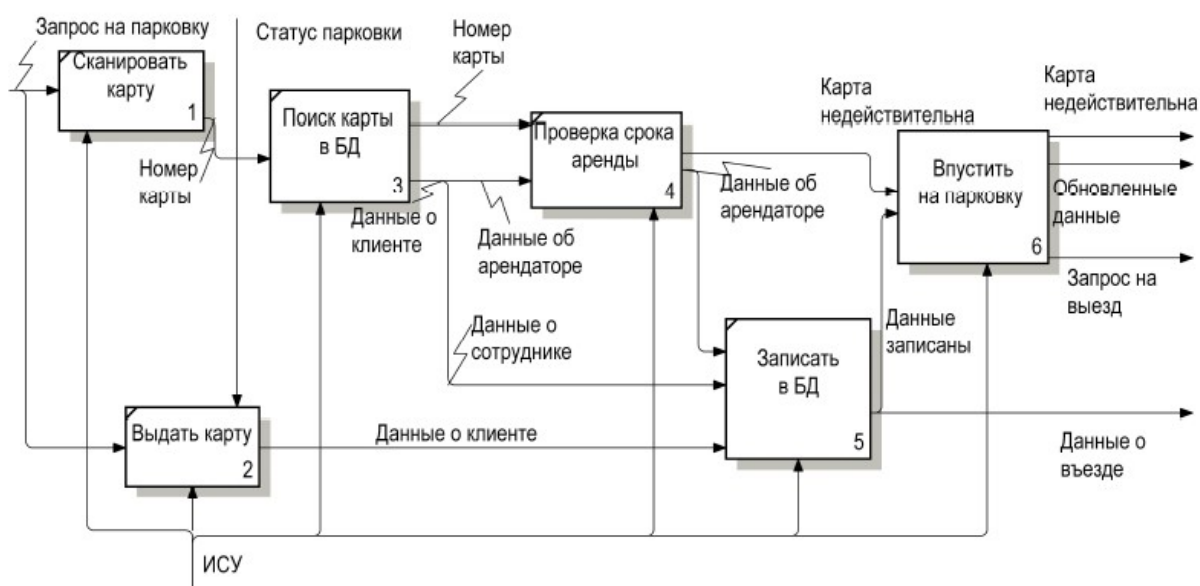 Запрос на парковку
Статус парковки
Сканировать
карту
1
Номер
карты
Номер
карты
Поиск карты
в БД
3
Данные о
клиенте
Данные об
арендаторе
Проверка срока
аренды
4
Данные об
арендаторе
Карта
недействительна
Впустить
на парковку
6
Карта
недействительна
Обновленные
данные
Запрос на
выезд
Данные о
сотруднике
Данные
записаны
Записать
в БД
5
Выдать карту
2
Данные о клиенте
Данные о
въезде
ИСУ